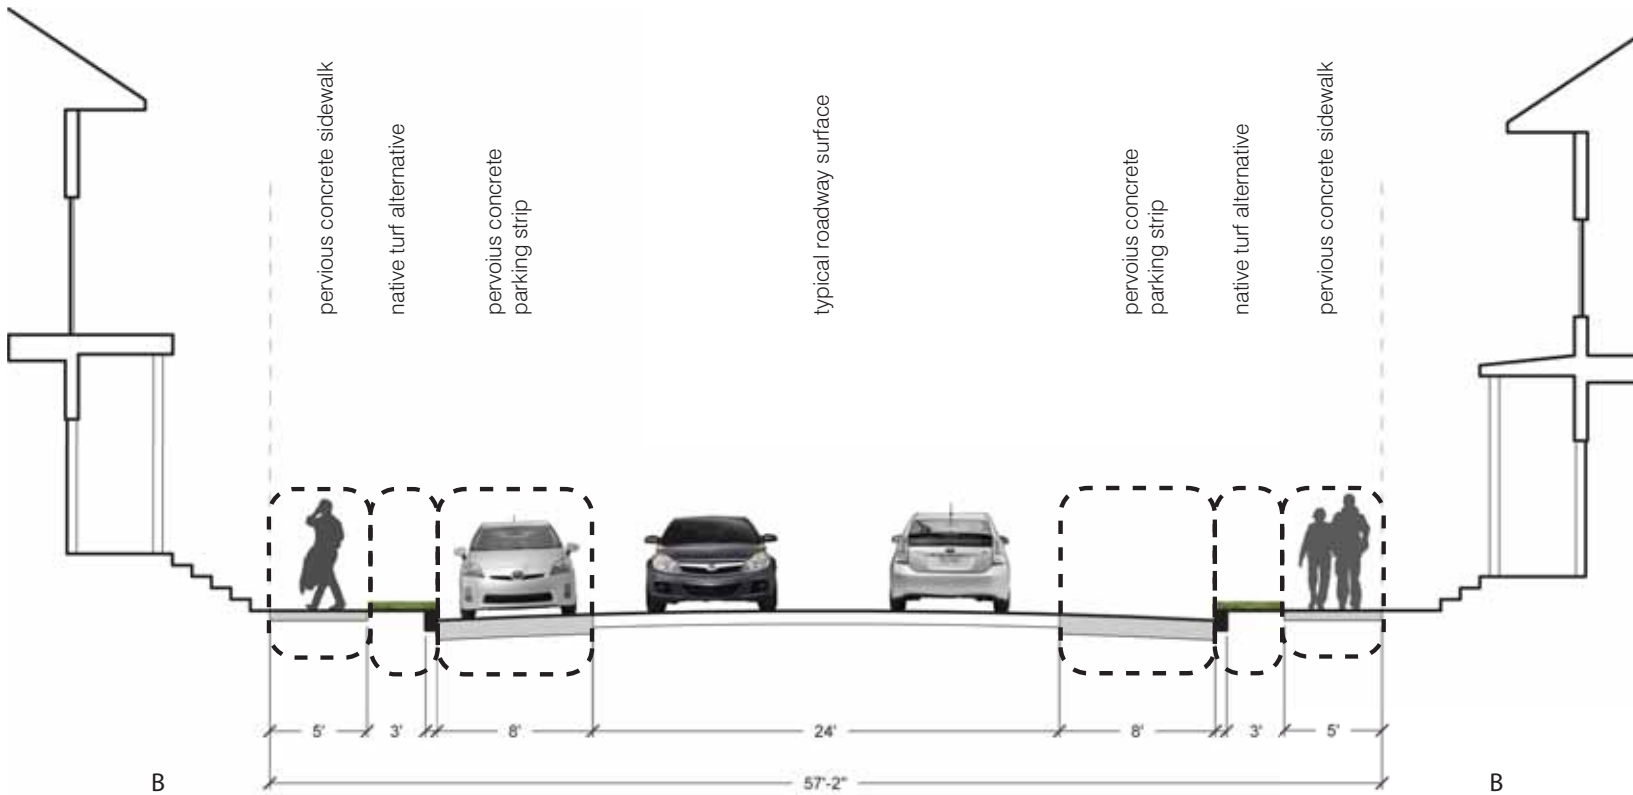 pervious concrete sidewalk
native turf alternative
pervoius concrete
parking strip
typical roadway surface
pervoius concrete
parking strip
native turf alternative
pervious concrete sidewalk
5'
3'
8'
24'
8'
3'
5'
B
57'-2"
B